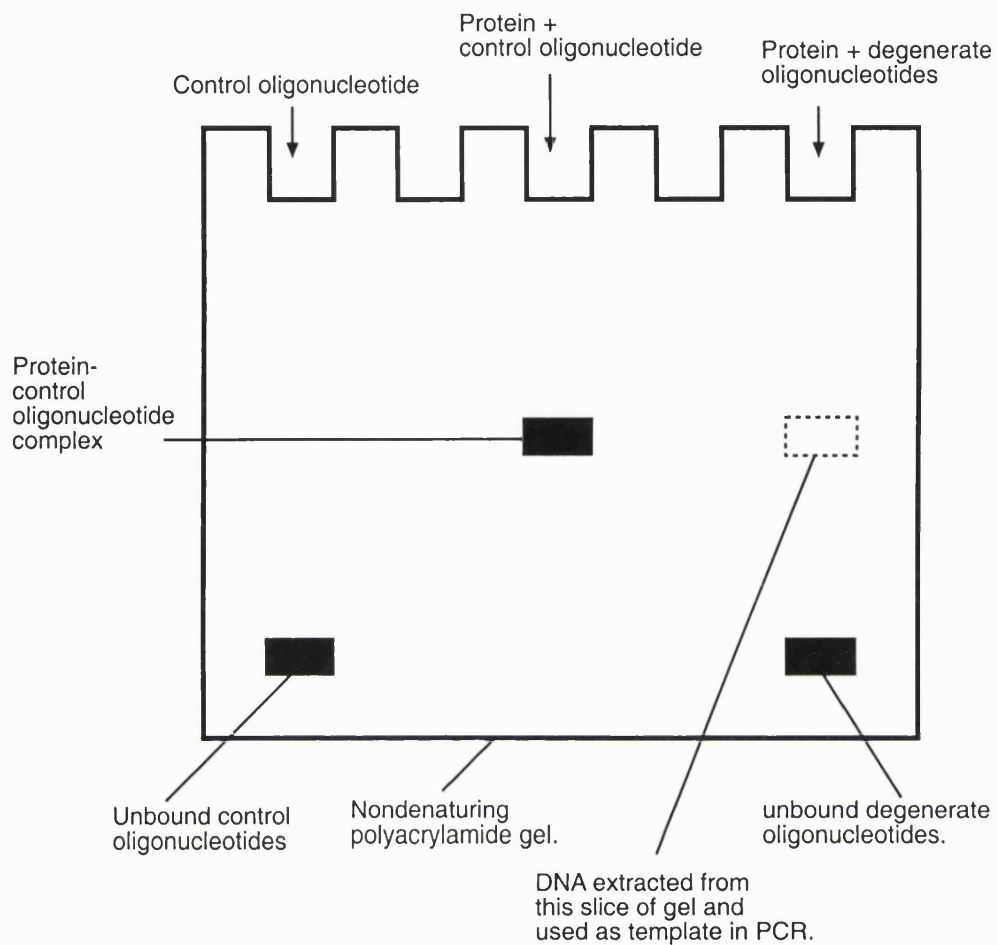 Protein +
control oligonucleotide
Protein + degenerate
oligonucleotides
Control oligonucleotide
Protein-
control
oligonucleotide
complex
Unbound control
oligonucleotides
Nondenaturing
polyacrylamide gel.
unbound degenerate
oligonucleotides.
DNA extracted from
this slice of gel and
used as template in PCR.